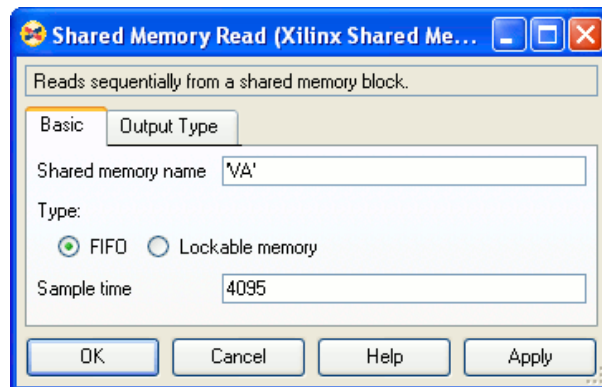 Shared Memory Read (Xilinx Shared Me...
Reads sequentially from a shared memory block.
Basic Output Type
Shared memory name 'VA'
Type:
FIFO Lockable memory
Sample time 4095
OK Cancel Help Apply